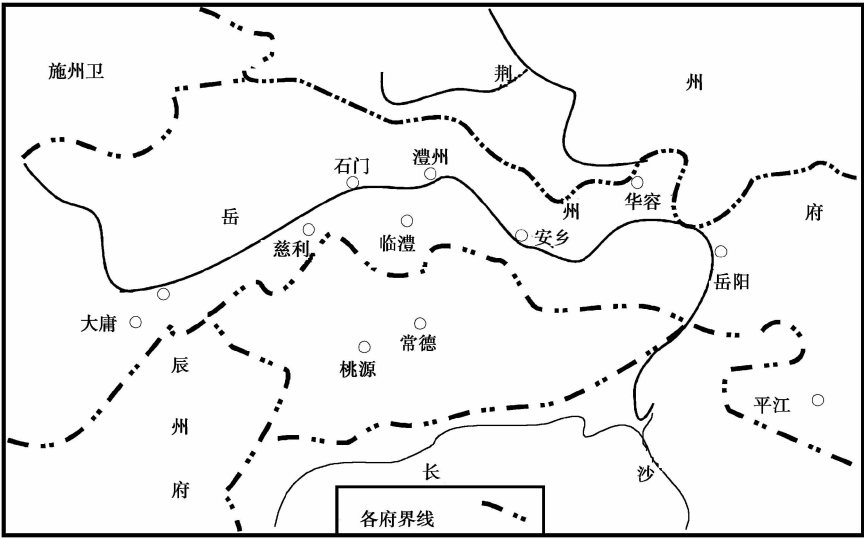 荆
州
施州卫
石门
澧州
岳
州
府
华容
慈利
临澧
安乡
岳阳
大庸
常德
桃源
辰
州
府
平江
长
沙
各府界线